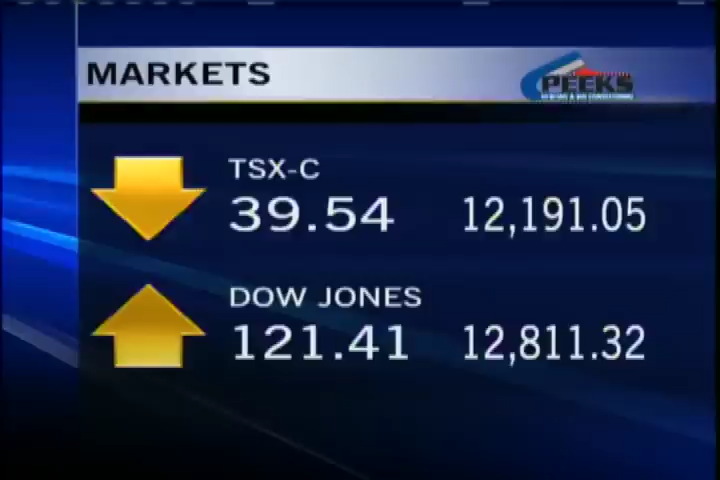 MARKETS
PEEKS
TSX-C
39.54 12,191.05
DOW JONES
121.41 12,811.32